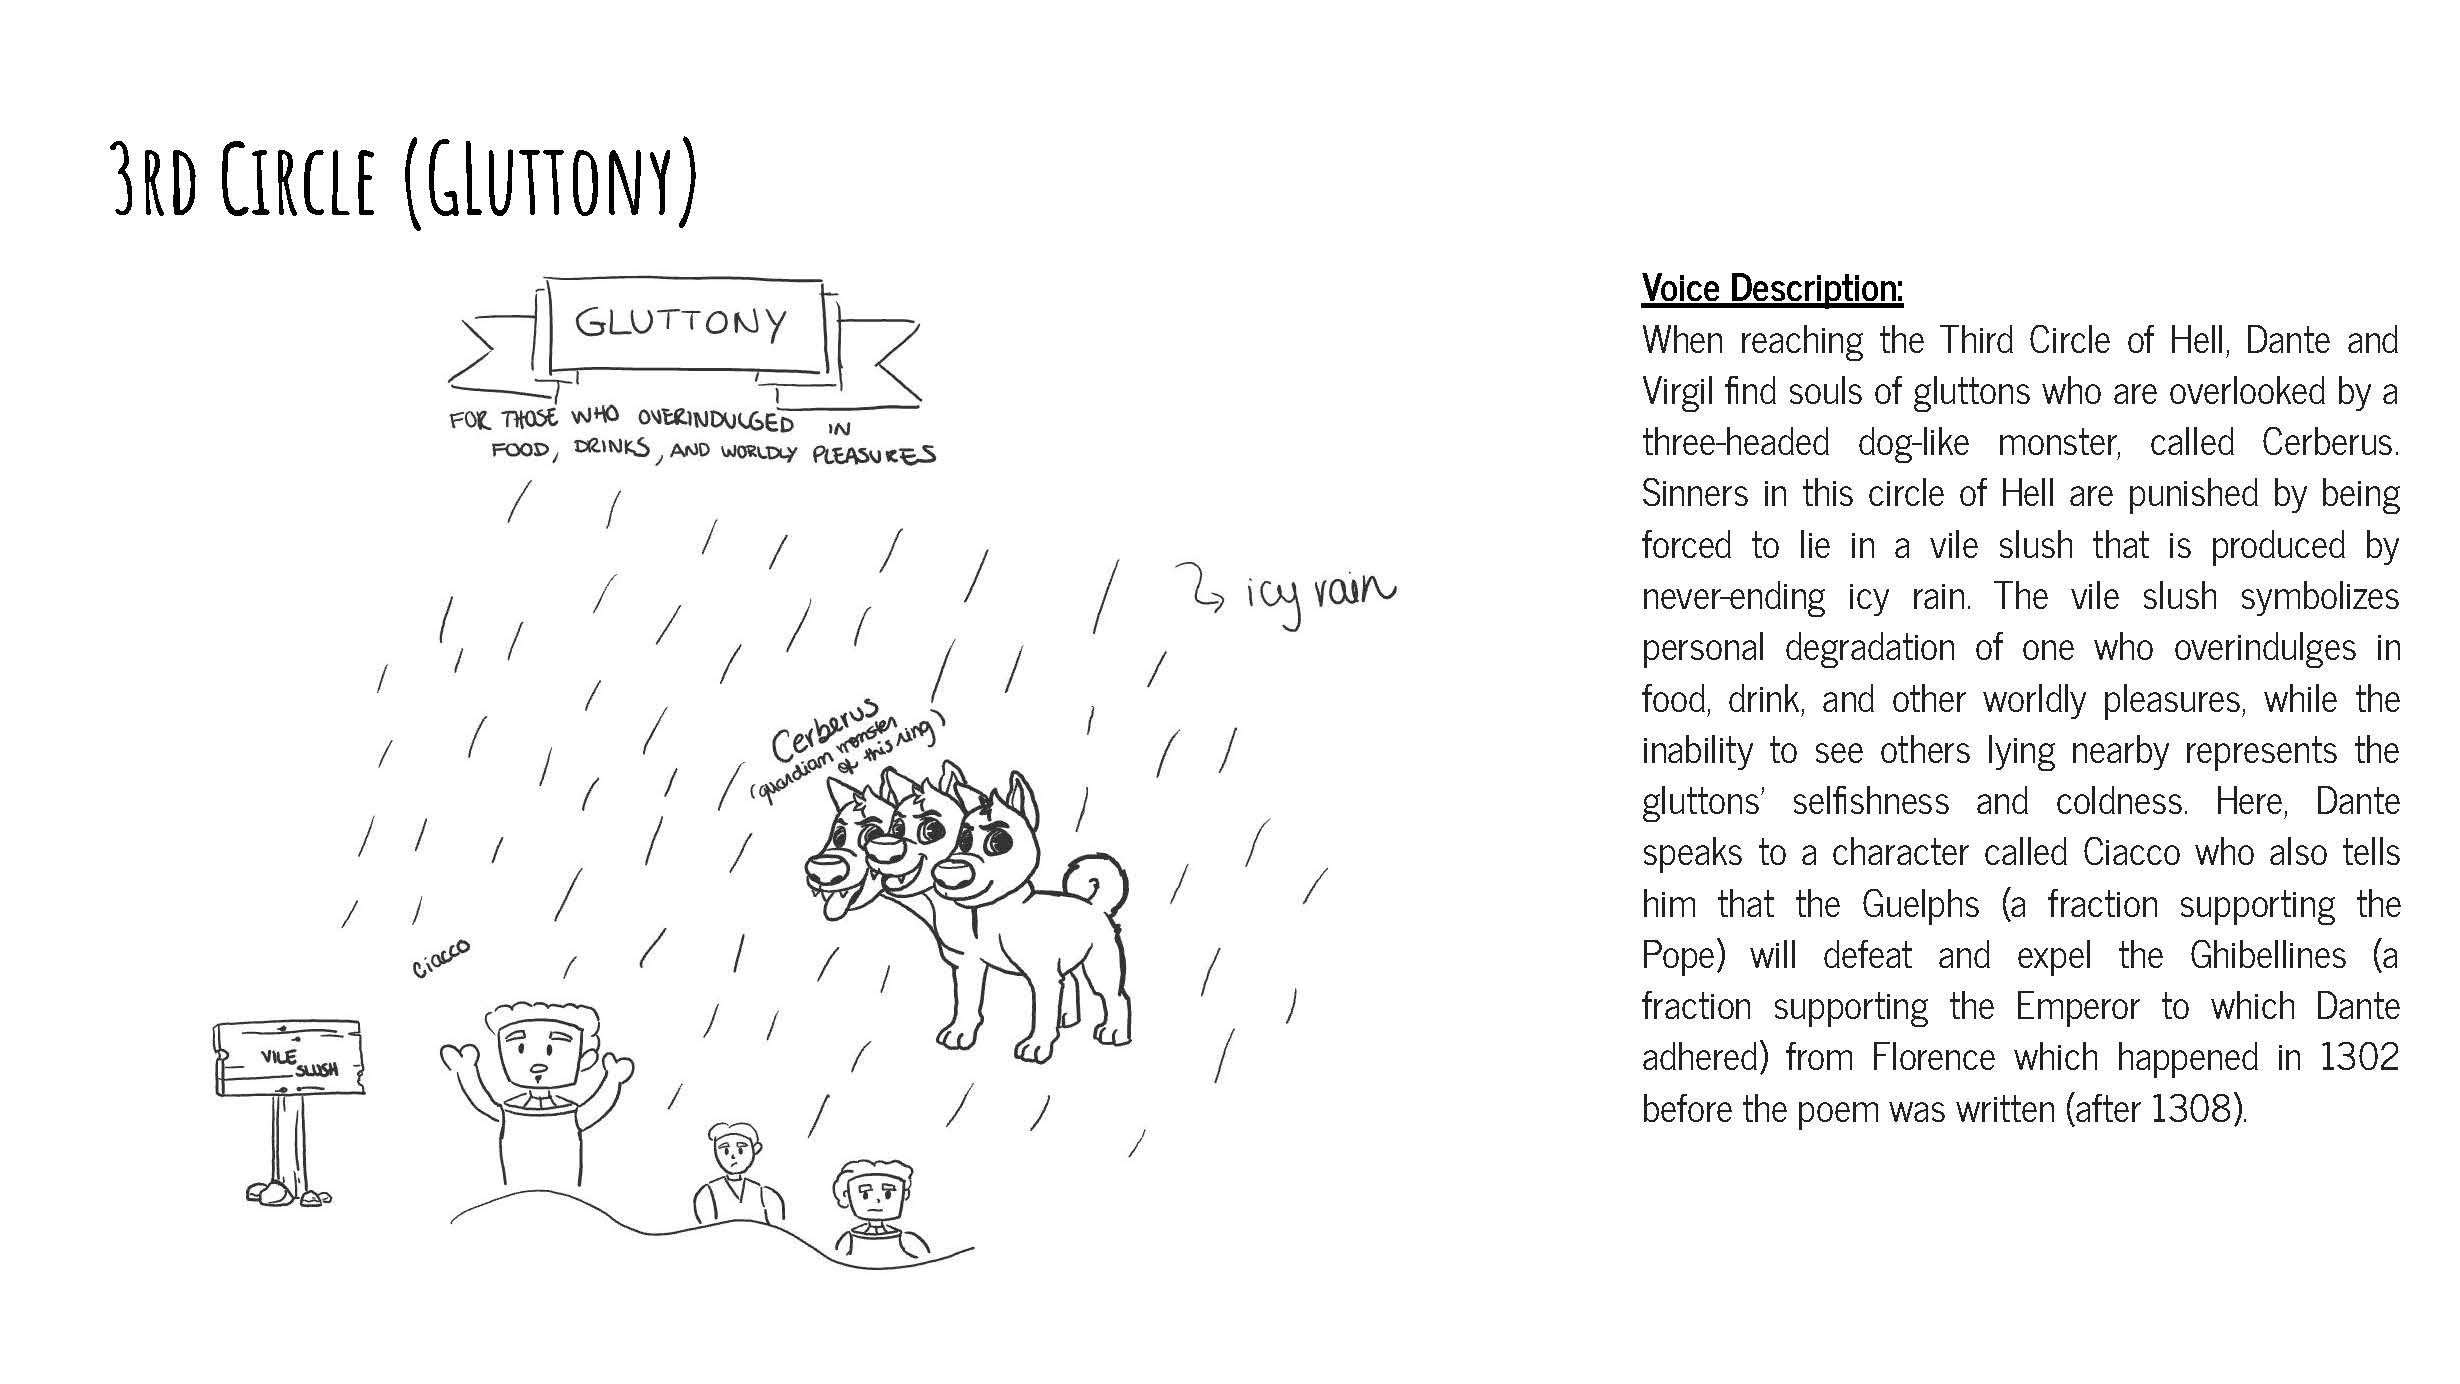 3RD CIRCLE (GLUTTONY)
GLUTTONY
FOR THOSE WHO OVERINDULGED IN
FOOD, DRINKS, AND WORLDLY PLEASURES
icy rain
Cerberus
(guardian monster
of this ring)
Ciacco
VILE
SLUSH
Voice Description:
When reaching the Third Circle of Hell, Dante and
Virgil find souls of gluttons who are overlooked by a
three-headed dog-like monster, called Cerberus.
Sinners in this circle of Hell are punished by being
forced to lie in a vile slush that is produced by
never-ending icy rain. The vile slush symbolizes
personal degradation of one who overindulges in
food, drink, and other worldly pleasures, while the
inability to see others lying nearby represents the
gluttons’ selfishness and coldness. Here, Dante
speaks to a character called Ciacco who also tells
him that the Guelphs (a fraction supporting the
Pope) will defeat and expel the Ghibellines (a
fraction supporting the Emperor to which Dante
adhered) from Florence which happened in 1302
before the poem was written (after 1308).